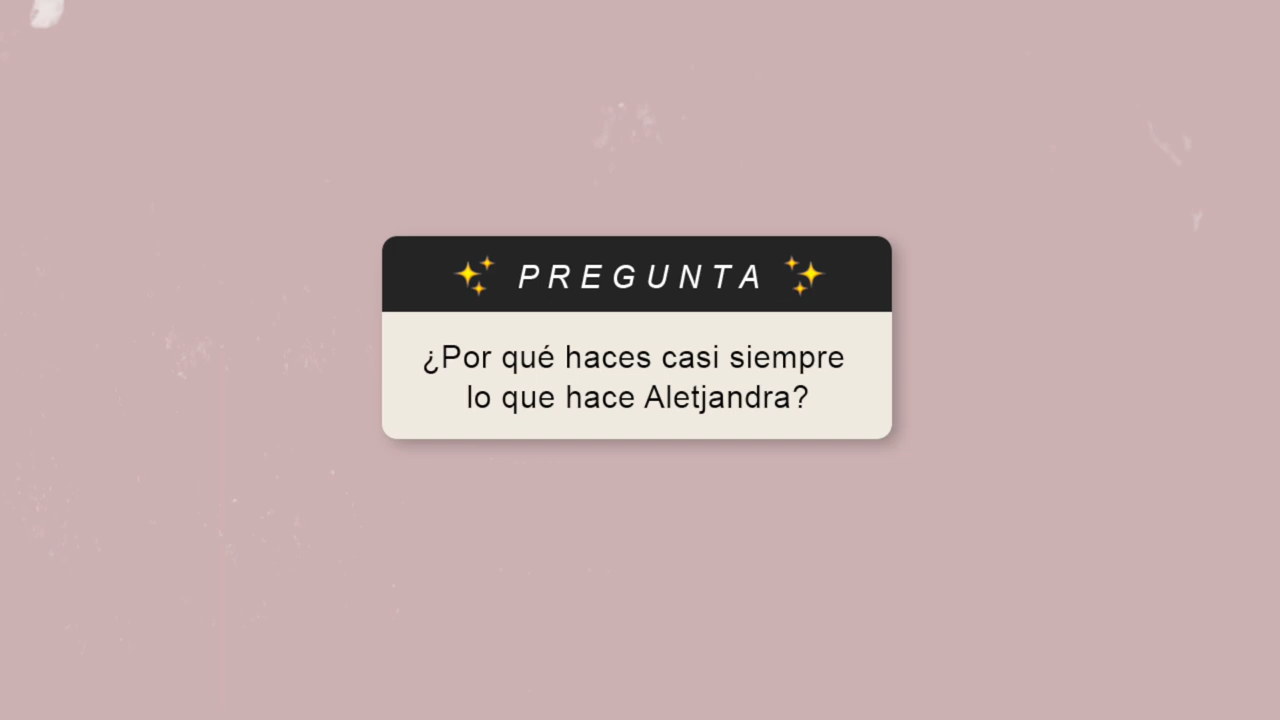 ✨ PREGUNTA ✨
¿Por qué haces casi siempre
lo que hace Aletjandra?